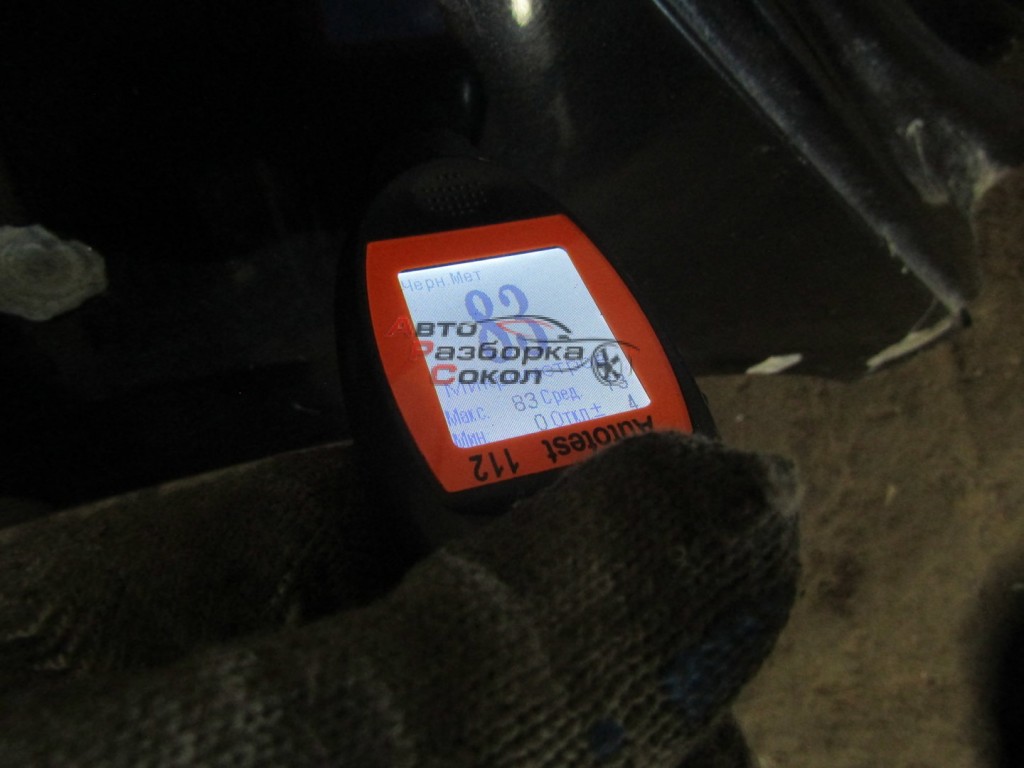 Черн.Мет
83
Авто
Разборка
Сокол
Макс. 83 Сред.
Мин 0 Откл ± 4
Autotest 112